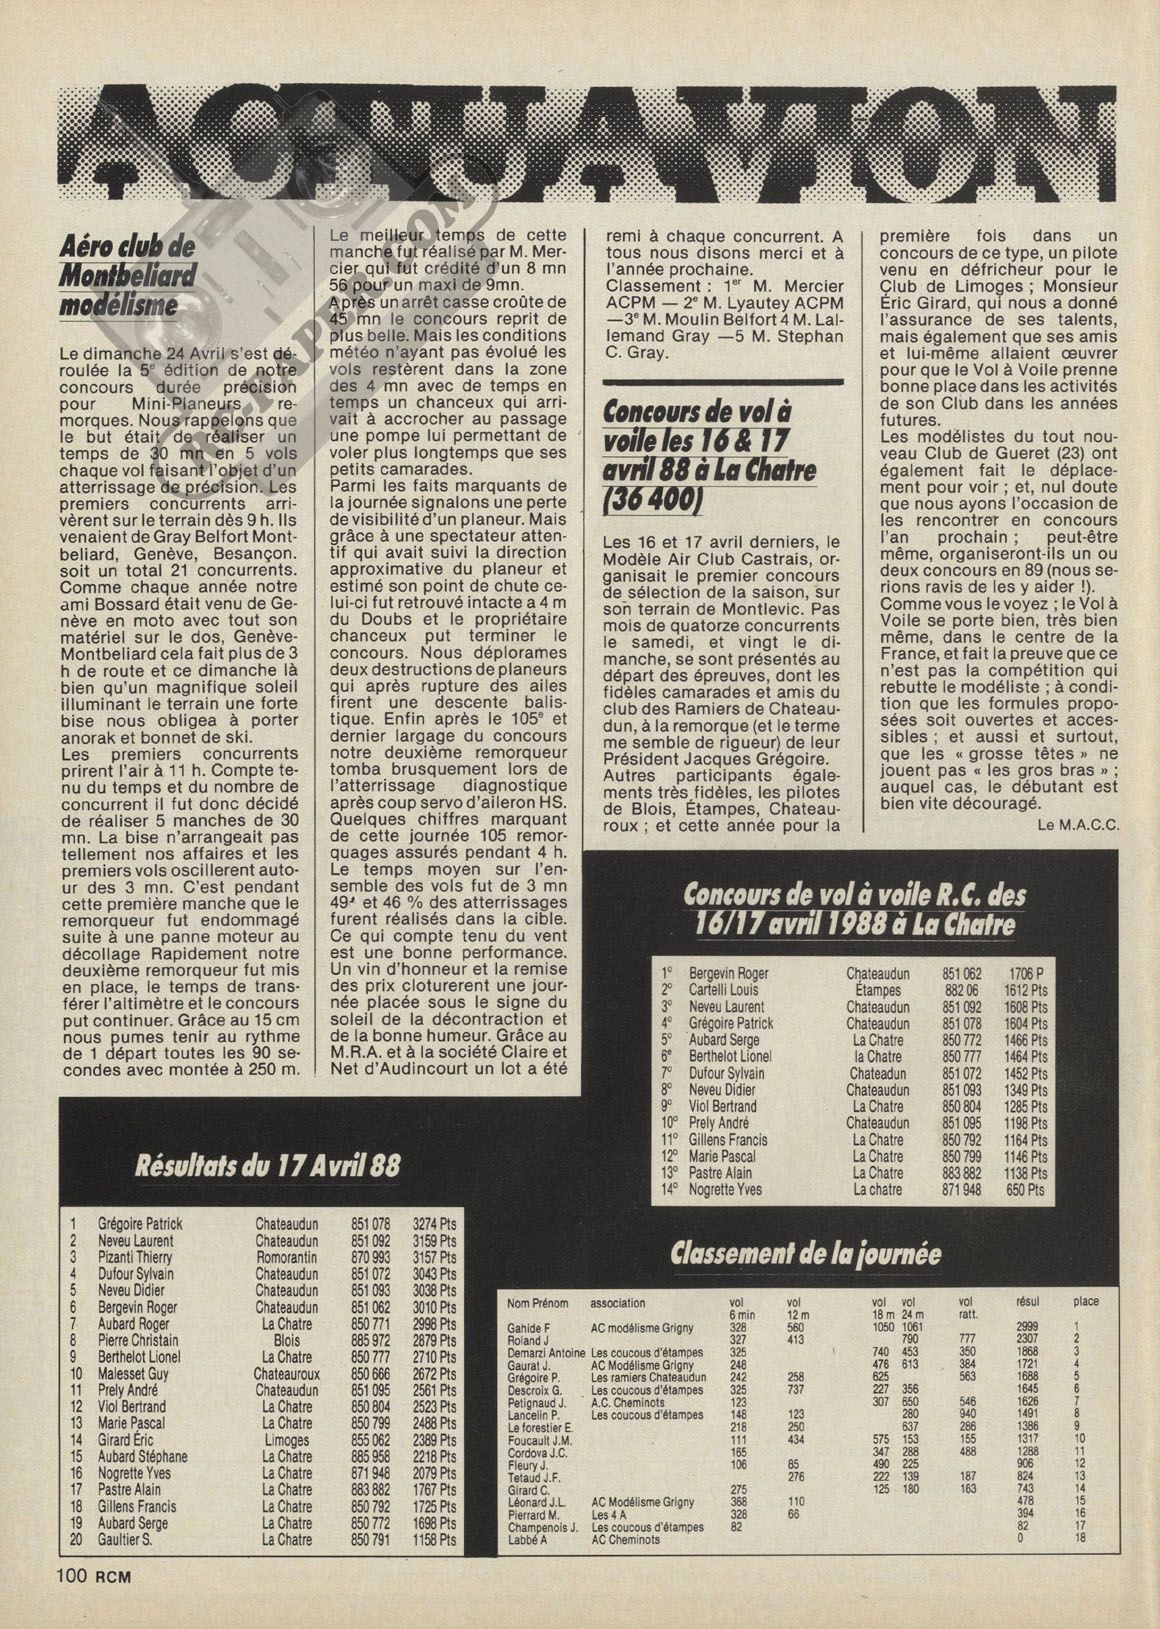 ACTUAVION
RC-PAPER.COM
Aéro club de
Montbeliard
modélisme
Le dimanche 24 Avril s'est dé-
roulée la 5e édition de notre
concours durée précision
pour Mini-Planeurs re-
morques. Nous rappelons que
le but était de réaliser un
temps de 30 mn en 5 vols
chaque vol faisant l'objet d'un
atterrissage de précision. Les
premiers concurrents arri-
vèrent sur le terrain dès 9 h. Ils
venaient de Gray Belfort Mont-
beliard, Genève, Besançon.
soit un total 21 concurrents.
Comme chaque année notre
ami Bossard était venu de Ge-
nève en moto avec tout son
matériel sur le dos, Genève-
Montbeliard cela fait plus de 3
h de route et ce dimanche là
bien qu'un magnifique soleil
illuminant le terrain une forte
bise nous obligea à porter
anorak et bonnet de ski.
Les premiers concurrents
prirent l'air à 11 h. Compte te-
nu du temps et du nombre de
concurrent il fut donc décidé
de réaliser 5 manches de 30
mn. La bise n'arrangeait pas
tellement nos affaires et les
premiers vols oscillerent auto-
ur des 3 mn. C'est pendant
cette première manche que le
remorqueur fut endommagé
suite à une panne moteur au
décollage Rapidement notre
deuxième remorqueur fut mis
en place, le temps de trans-
férer l'altimètre et le concours
put continuer. Grâce au 15 cm
nous pumes tenir au rythme
de 1 départ toutes les 90 se-
condes avec montée à 250 m.
Le meilleur temps de cette
manche fut réalisé par M. Mer-
cier qui fut crédité d'un 8 mn
56 pour un maxi de 9mn.
Après un arrêt casse croûte de
45 mn le concours reprit de
plus belle. Mais les conditions
météo n'ayant pas évolué les
vols restèrent dans la zone
des 4 mn avec de temps en
temps un chanceux qui arri-
vait à accrocher au passage
une pompe lui permettant de
voler plus longtemps que ses
petits camarades.
Parmi les faits marquants de
la journée signalons une perte
de visibilité d'un planeur. Mais
grâce à une spectateur atten-
tif qui avait suivi la direction
approximative du planeur et
estimé son point de chute ce-
lui-ci fut retrouvé intacte a 4 m
du Doubs et le propriétaire
chanceux put terminer le
concours. Nous déplorames
deux destructions de planeurs
qui après rupture des ailes
firent une descente balis-
tique. Enfin après le 105e et
dernier largage du concours
notre deuxième remorqueur
tomba brusquement lors de
l'atterrissage diagnostique
après coup servo d'aileron HS.
Quelques chiffres marquant
de cette journée 105 remor-
quages assurés pendant 4 h.
Le temps moyen sur l'en-
semble des vols fut de 3 mn
49" et 46 % des atterrissages
furent réalisés dans la cible.
Ce qui compte tenu du vent
est une bonne performance.
Un vin d'honneur et la remise
des prix cloturerent une jour-
née placée sous le signe du
soleil de la décontraction et
de la bonne humeur. Grâce au
M.R.A. et à la société Claire et
Net d'Audincourt un lot a été
remi à chaque concurrent. A
tous nous disons merci et à
l'année prochaine.
Classement : 1er M. Mercier
ACPM — 2e M. Lyautey ACPM
—3e M. Moulin Belfort 4 M. Lal-
lemand Gray —5 M. Stephan
C. Gray.
Concours de vol à
voile les 16 & 17
avril 88 à La Chatre
(36 400)
Les 16 et 17 avril derniers, le
Modèle Air Club Castrais, or-
ganisait le premier concours
de sélection de la saison, sur
son terrain de Montlevic. Pas
mois de quatorze concurrents
le samedi, et vingt le di-
manche, se sont présentés au
départ des épreuves, dont les
fidèles camarades et amis du
club des Ramiers de Chateau-
dun, à la remorque (et le terme
me semble de rigueur) de leur
Président Jacques Grégoire.
Autres participants égale-
ments très fidèles, les pilotes
de Blois, Étampes, Chateau-
roux ; et cette année pour la
première fois dans un
concours de ce type, un pilote
venu en défricheur pour le
Club de Limoges ; Monsieur
Éric Girard, qui nous a donné
l'assurance de ses talents,
mais également que ses amis
et lui-même allaient œuvrer
pour que le Vol à Voile prenne
bonne place dans les activités
de son Club dans les années
futures.
Les modélistes du tout nou-
veau Club de Gueret (23) ont
également fait le déplace-
ment pour voir ; et, nul doute
que nous ayons l'occasion de
les rencontrer en concours
l'an prochain ; peut-être
même, organiseront-ils un ou
deux concours en 89 (nous se-
rions ravis de les y aider !).
Comme vous le voyez ; le Vol à
Voile se porte bien, très bien
même, dans le centre de la
France, et fait la preuve que ce
n'est pas la compétition qui
rebutte le modéliste ; à condi-
tion que les formules propo-
sées soit ouvertes et acces-
sibles ; et aussi et surtout,
que les « grosse têtes » ne
jouent pas « les gros bras » ;
auquel cas, le débutant est
bien vite découragé.
Le M.A.C.C.
Concours de vol à voile R.C. des
16/17 avril 1988 à La Chatre
1° Bergevin Roger Chateaudun 851 062 1706 P
2° Cartelli Louis Étampes 882 06 1612 Pts
3° Neveu Laurent Chateaudun 851 092 1608 Pts
4° Grégoire Patrick Chateaudun 851 078 1604 Pts
5° Aubard Serge La Chatre 850 772 1466 Pts
6e Berthelot Lionel la Chatre 850 777 1464 Pts
7° Dufour Sylvain Chateadun 851 072 1452 Pts
8° Neveu Didier Chateaudun 851 093 1349 Pts
9° Viol Bertrand La Chatre 850 804 1285 Pts
10° Prely André Chateaudun 851 095 1198 Pts
11° Gillens Francis La Chatre 850 792 1164 Pts
12° Marie Pascal La Chatre 850 799 1146 Pts
13° Pastre Alain La Chatre 883 882 1138 Pts
14° Nogrette Yves La chatre 871 948 650 Pts
Résultats du 17 Avril 88
1 Grégoire Patrick Chateaudun 851 078 3274 Pts
2 Neveu Laurent Chateaudun 851 092 3159 Pts
3 Pizanti Thierry Romorantin 870 993 3157 Pts
4 Dufour Sylvain Chateaudun 851 072 3043 Pts
5 Neveu Didier Chateaudun 851 093 3038 Pts
6 Bergevin Roger Chateaudun 851 062 3010 Pts
7 Aubard Roger La Chatre 850 771 2998 Pts
8 Pierre Christain Blois 885 972 2879 Pts
9 Berthelot Lionel La Chatre 850 777 2710 Pts
10 Malesset Guy Chateauroux 850 666 2672 Pts
11 Prely André Chateaudun 851 095 2561 Pts
12 Viol Bertrand La Chatre 850 804 2523 Pts
13 Marie Pascal La Chatre 850 799 2488 Pts
14 Girard Éric Limoges 855 062 2389 Pts
15 Aubard Stéphane La Chatre 885 958 2218 Pts
16 Nogrette Yves La Chatre 871 948 2079 Pts
17 Pastre Alain La Chatre 883 882 1767 Pts
18 Gillens Francis La Chatre 850 792 1725 Pts
19 Aubard Serge La Chatre 850 772 1698 Pts
20 Gaultier S. La Chatre 850 791 1158 Pts
Classement de la journée
Nom Prénom association vol vol vol vol vol résul place
6 min 12 m 18 m 24 m ratt.
Gahide F AC modélisme Grigny 328 560 1050 1061 2999 1
Roland J 327 413 790 777 2307 2
Demarzi Antoine Les coucous d'étampes 325 740 453 350 1868 3
Gaurat J. AC Modélisme Grigny 248 476 613 384 1721 4
Grégoire P. Les ramiers Chateaudun 242 258 625 563 1688 5
Descroix G. Les coucous d'étampes 325 737 227 356 1645 6
Petignaud J. A.C. Cheminots 123 307 650 546 1626 7
Lancelin P. Les coucous d'étampes 148 123 280 940 1491 8
Le forestier E. 218 250 637 286 1386 9
Foucault J.M. 111 434 575 153 155 1317 10
Cordova J.C. 165 347 288 488 1288 11
Fleury J. 106 85 490 225 906 12
Tetaud J.F. 276 222 139 187 824 13
Girard C. 275 125 180 163 743 14
Léonard J.L. AC Modélisme Grigny 368 110 478 15
Pierrard M. Les 4 A 328 66 394 16
Champenois J. Les coucous d'étampes 82 82 17
Labbé A AC Cheminots 0 18
100 RCM